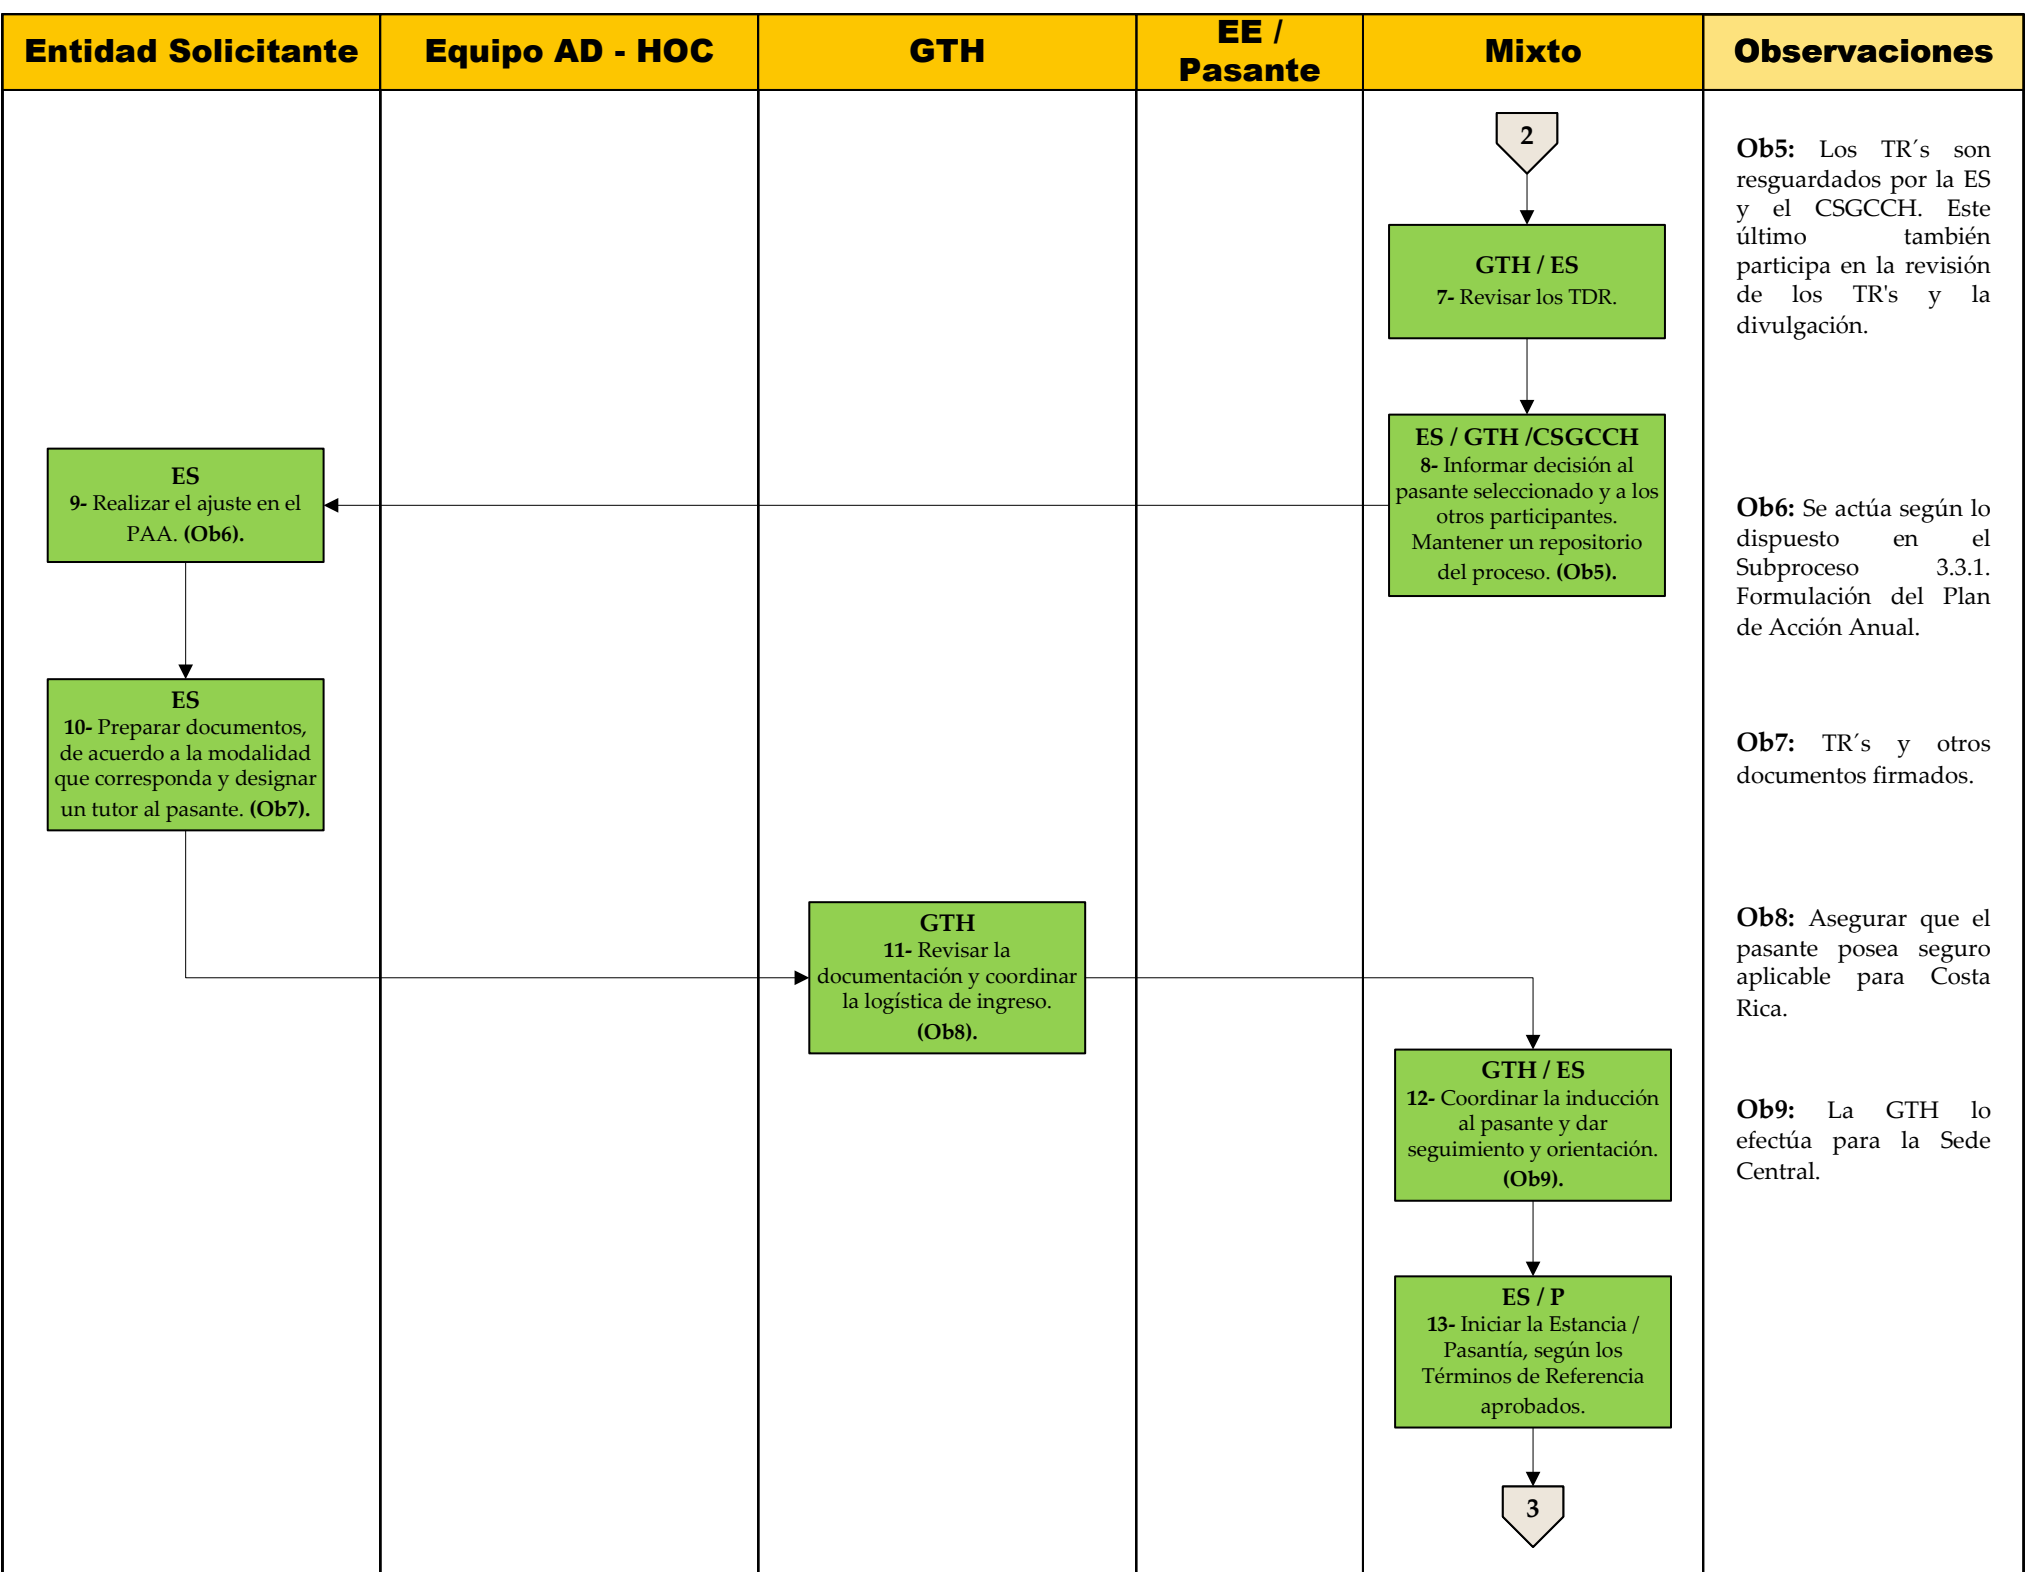 Entidad Solicitante
Equipo AD - HOC
GTH
EE /
Pasante
Mixto
Observaciones
2
GTH / ES
7- Revisar los TDR.
ES / GTH /CSGCCH
8- Informar decisión al
pasante seleccionado y a los
otros participantes.
Mantener un repositorio
del proceso. (Ob5).
ES
9- Realizar el ajuste en el
PAA. (Ob6).
ES
10- Preparar documentos,
de acuerdo a la modalidad
que corresponda y designar
un tutor al pasante. (Ob7).
GTH
11- Revisar la
documentación y coordinar
la logística de ingreso.
(Ob8).
GTH / ES
12- Coordinar la inducción
al pasante y dar
seguimiento y orientación.
(Ob9).
ES / P
13- Iniciar la Estancia /
Pasantía, según los
Términos de Referencia
aprobados.
3
Ob5: Los TR´s son
resguardados por la ES
y el CSGCCH. Este
último también
participa en la revisión
de los TR's y la
divulgación.
Ob6: Se actúa según lo
dispuesto en el
Subproceso 3.3.1.
Formulación del Plan
de Acción Anual.
Ob7: TR´s y otros
documentos firmados.
Ob8: Asegurar que el
pasante posea seguro
aplicable para Costa
Rica.
Ob9: La GTH lo
efectúa para la Sede
Central.